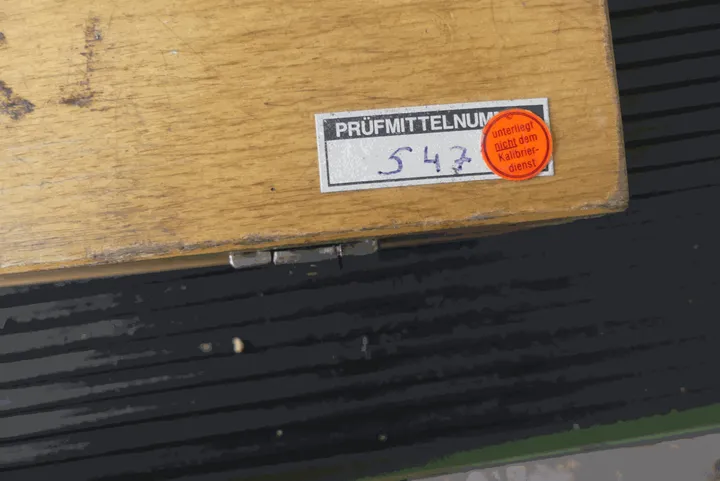 PRÜFMITTELNUM
547
unterliegt
nicht dem
Kalibrier-
dienst